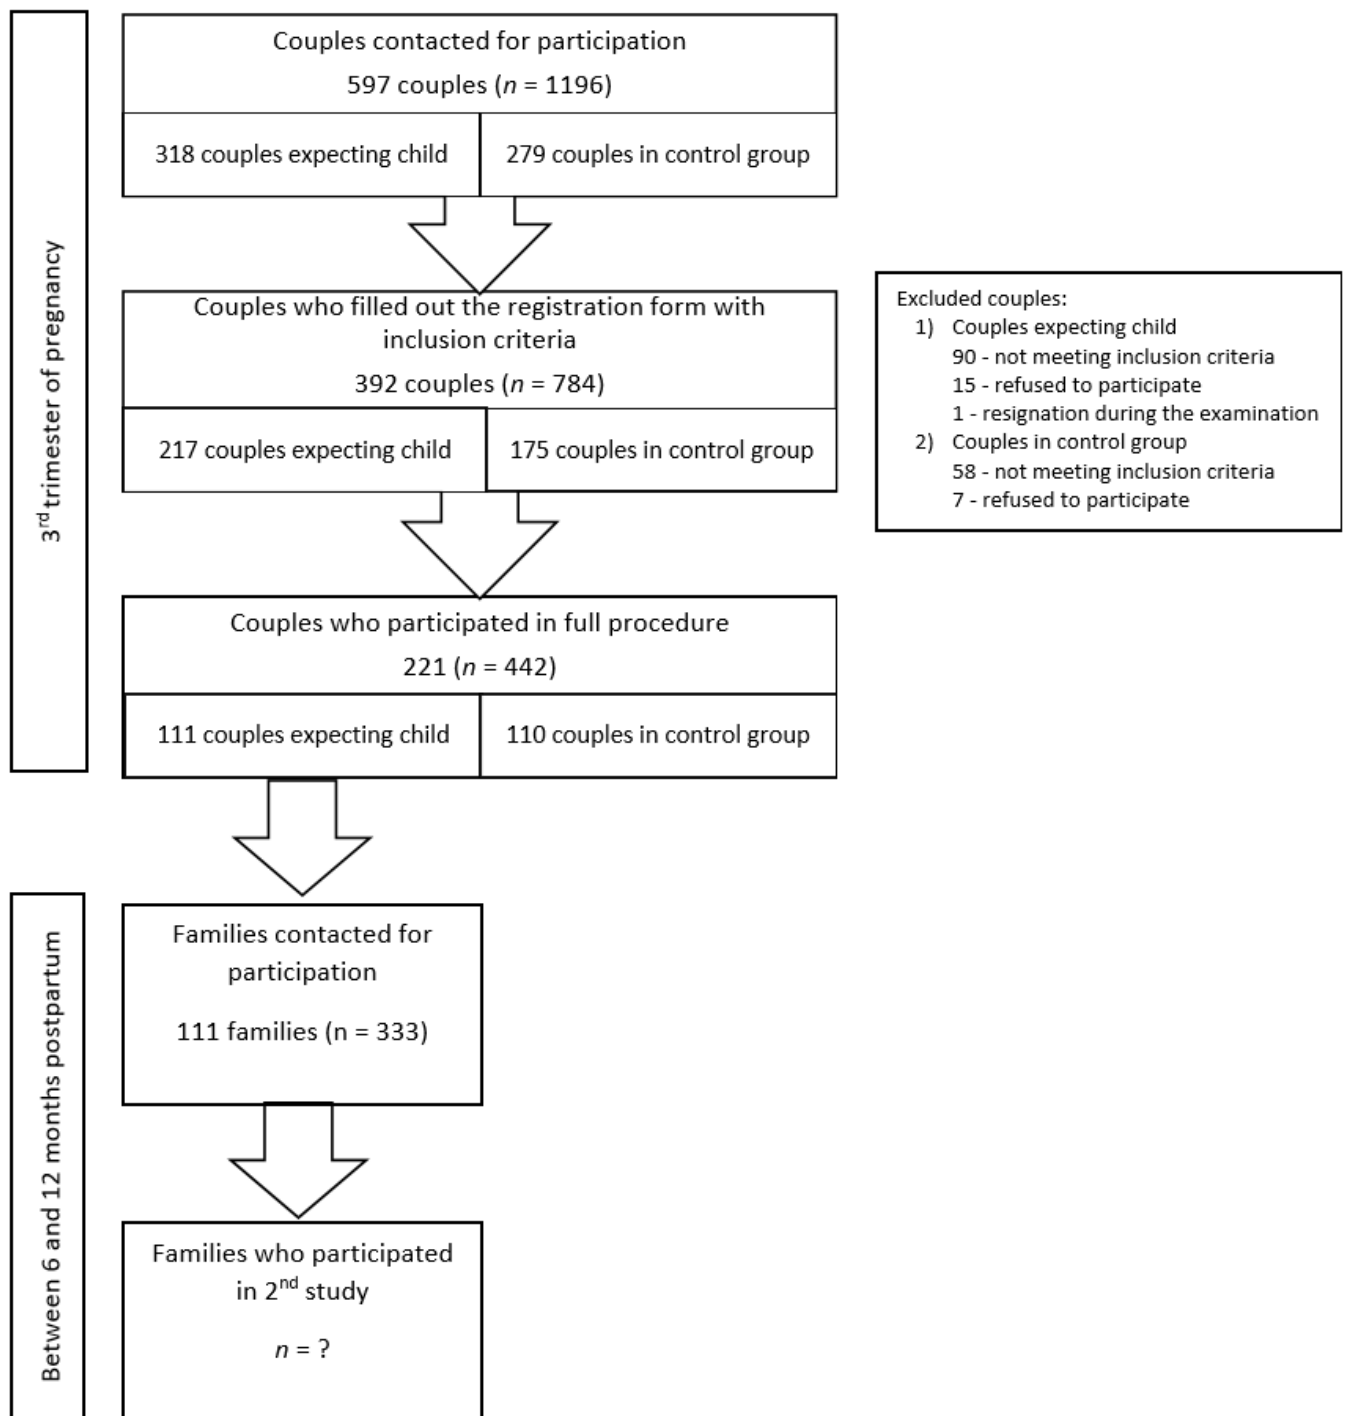 3rd trimester of pregnancy
Couples contacted for participation
597 couples (n = 1196)
318 couples expecting child
279 couples in control group
Couples who filled out the registration form with
inclusion criteria
392 couples (n = 784)
217 couples expecting child
175 couples in control group
Excluded couples:
1) Couples expecting child
90 - not meeting inclusion criteria
15 - refused to participate
1 - resignation during the examination
2) Couples in control group
58 - not meeting inclusion criteria
7 - refused to participate
Couples who participated in full procedure
221 (n = 442)
111 couples expecting child
110 couples in control group
Between 6 and 12 months postpartum
Families contacted for
participation
111 families (n = 333)
Families who participated
in 2nd study
n = ?